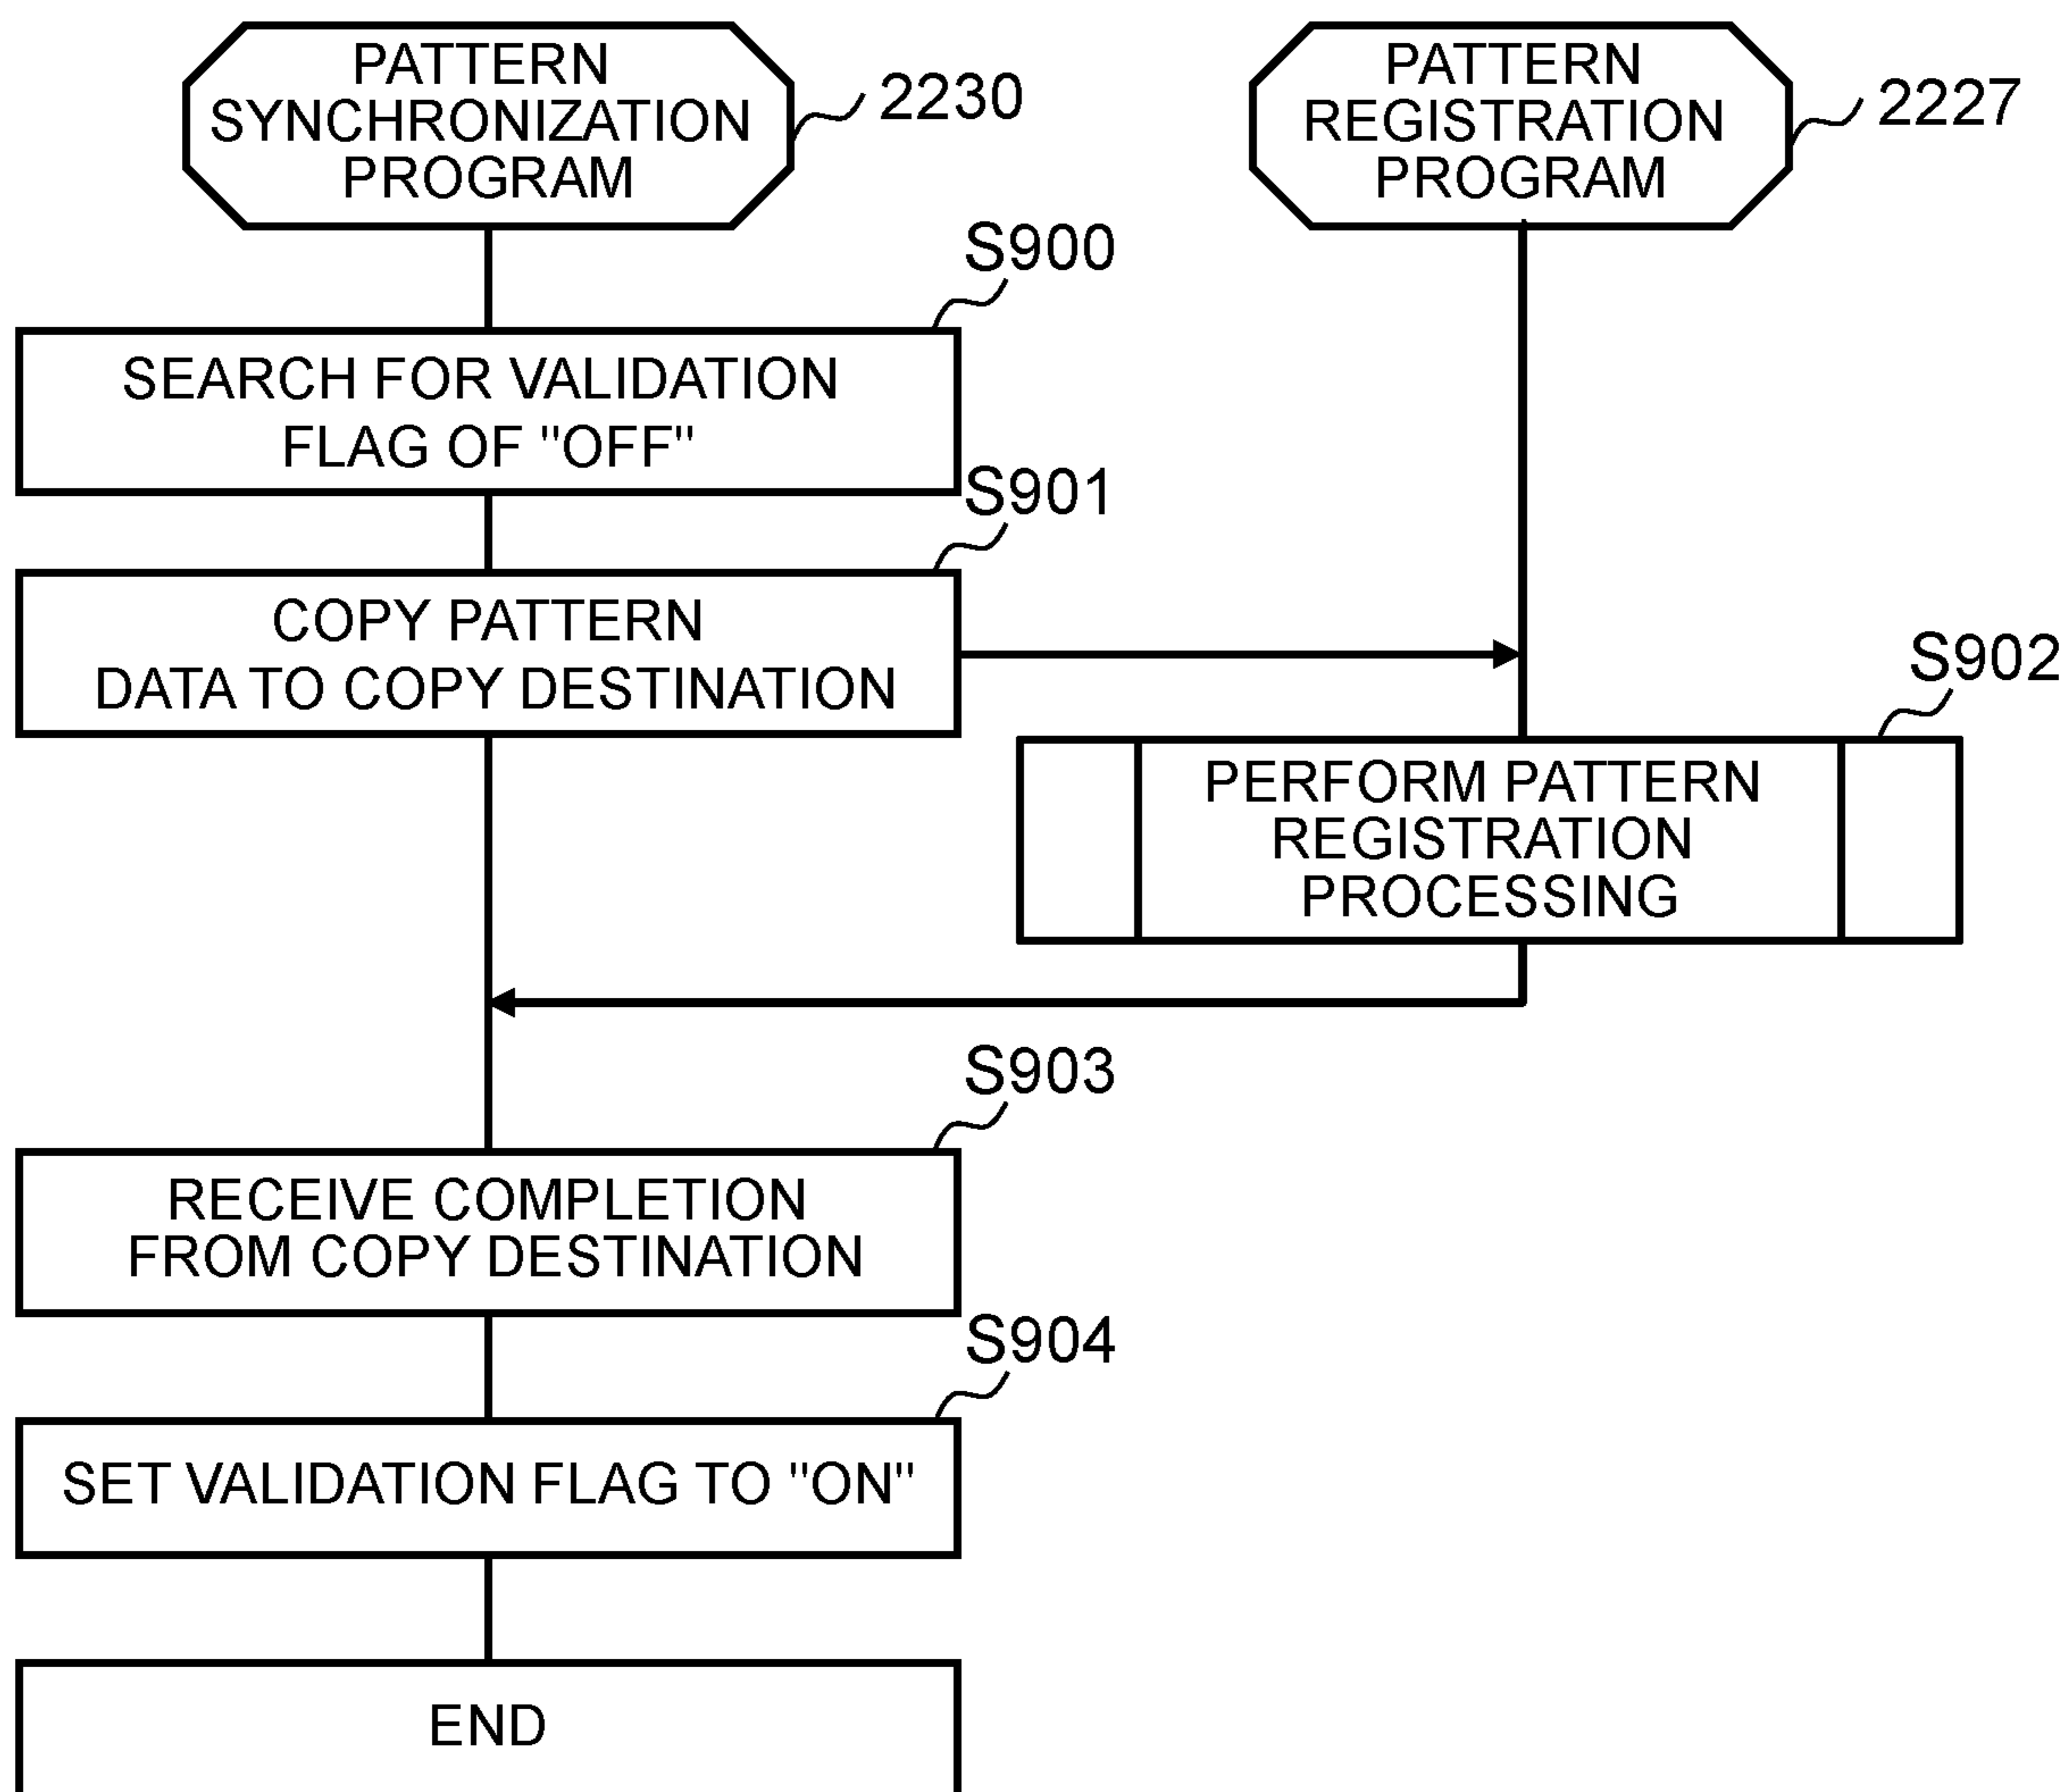 PATTERN
SYNCHRONIZATION
PROGRAM
2230
PATTERN
REGISTRATION
PROGRAM
2227
S900
SEARCH FOR VALIDATION
FLAG OF "OFF"
S901
COPY PATTERN
DATA TO COPY DESTINATION
S902
PERFORM PATTERN
REGISTRATION
PROCESSING
S903
RECEIVE COMPLETION
FROM COPY DESTINATION
S904
SET VALIDATION FLAG TO "ON"
END